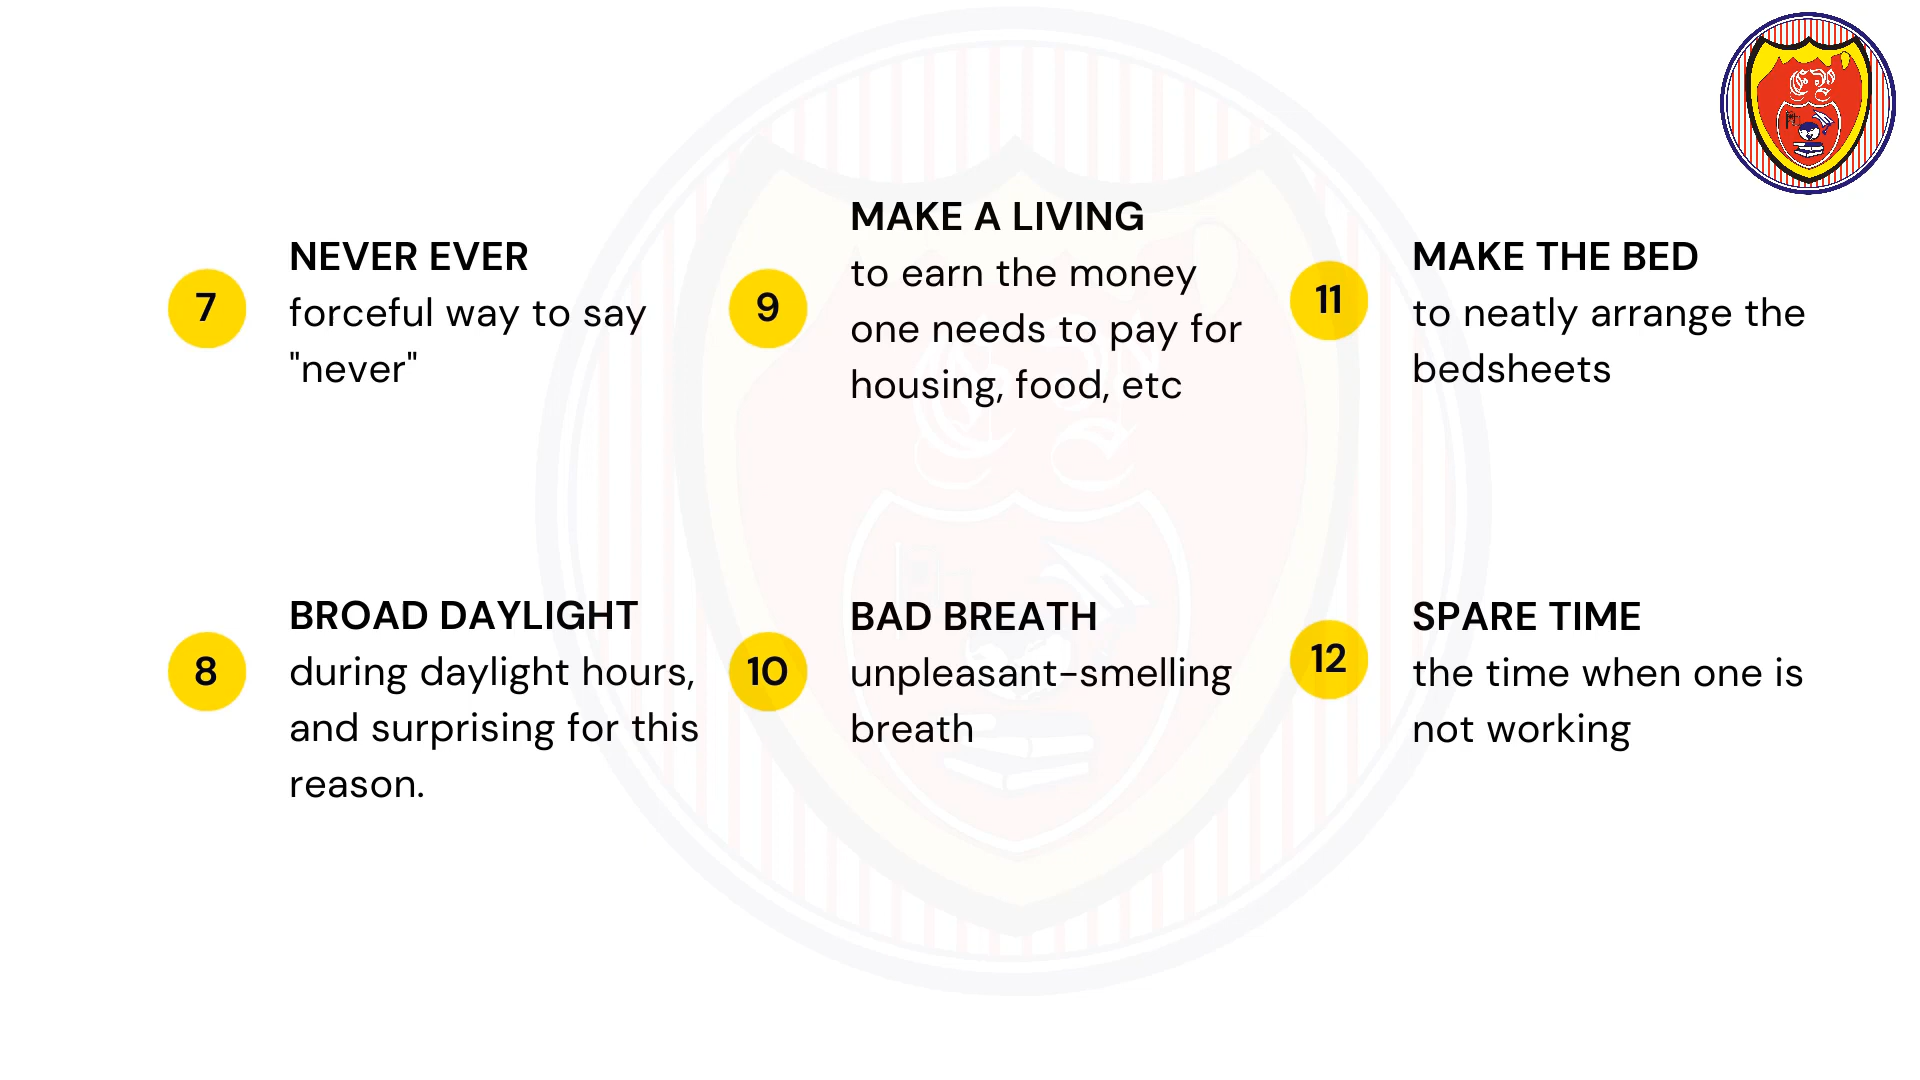 7
NEVER EVER
forceful way to say
"never"
8
BROAD DAYLIGHT
during daylight hours,
and surprising for this
reason.
9
MAKE A LIVING
to earn the money
one needs to pay for
housing, food, etc
10
BAD BREATH
unpleasant-smelling
breath
11
MAKE THE BED
to neatly arrange the
bedsheets
12
SPARE TIME
the time when one is
not working